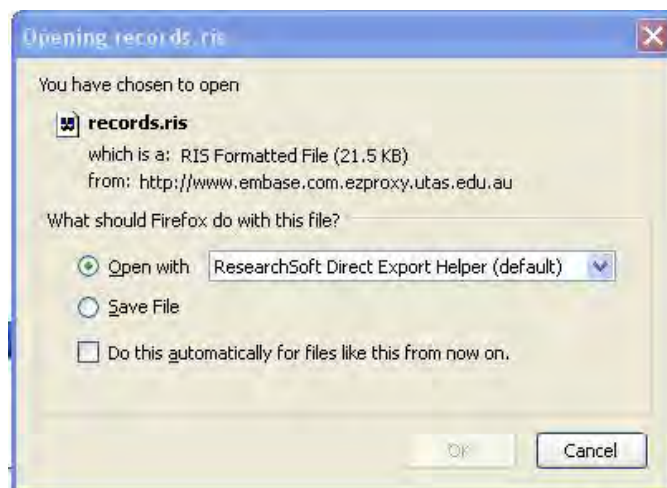 Opening records.ris
You have chosen to open
records.ris
which is a: RIS Formatted File (21.5 KB)
from: http://www.embase.com.ezproxy.utas.edu.au
What should Firefox do with this file?
Open with ResearchSoft Direct Export Helper (default)
Save File
Do this automatically for files like this from now on.
OK Cancel